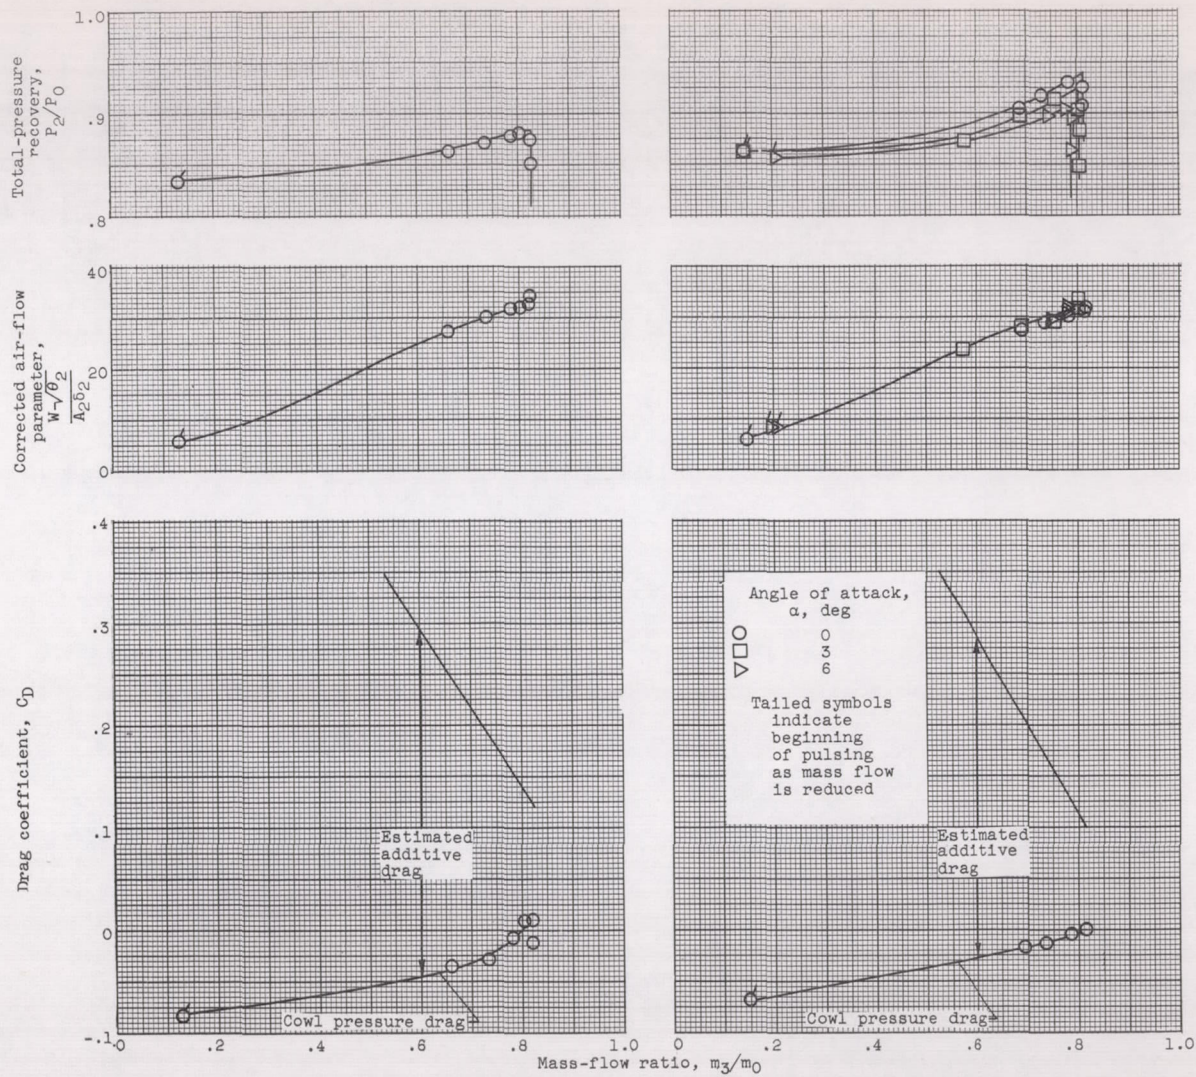 1.0
Total-pressure
recovery,
P2/P0
.9
.8
40
Corrected air-flow
parameter,
W√θ2
A2δ2
20
0
.4
.3
.2
.1
0
-.1
Drag coefficient, CD
Angle of attack,
α, deg
0
3
6
Tailed symbols
indicate
beginning
of pulsing
as mass flow
is reduced
Estimated
additive
drag
Estimated
additive
drag
Cowl pressure drag
Cowl pressure drag
0 .2 .4 .6 .8 1.0
0 .2 .4 .6 .8 1.0
Mass-flow ratio, m3/m0